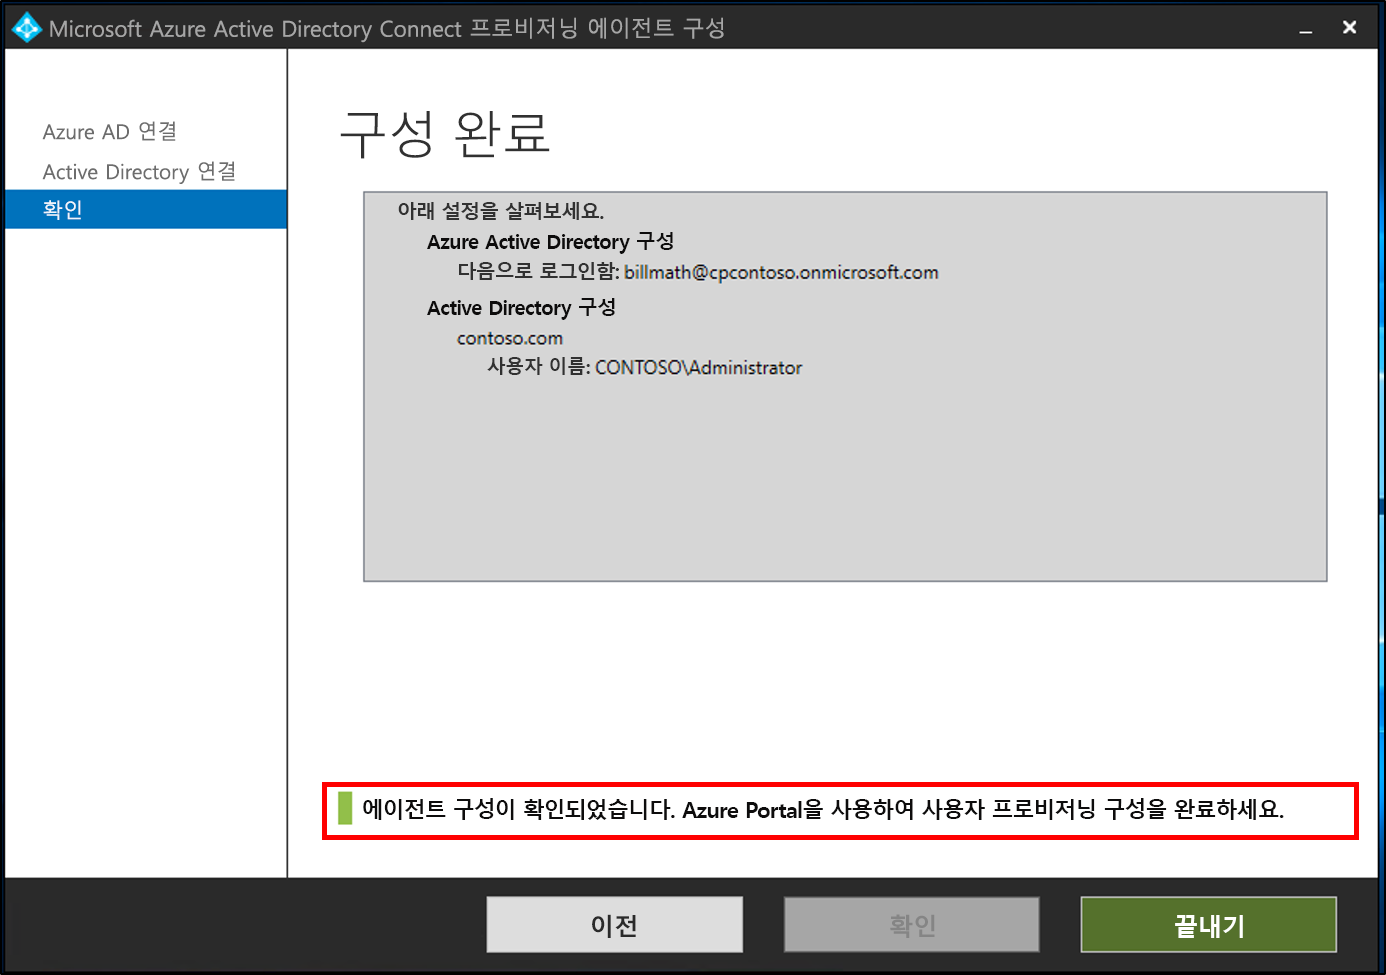 Microsoft Azure Active Directory Connect 프로비저닝 에이전트 구성
Azure AD 연결
Active Directory 연결
확인
구성 완료
아래 설정을 살펴보세요.
Azure Active Directory 구성
다음으로 로그인함: billmath@cpcontoso.onmicrosoft.com
Active Directory 구성
contoso.com
사용자 이름: CONTOSO\Administrator
에이전트 구성이 확인되었습니다. Azure Portal을 사용하여 사용자 프로비저닝 구성을 완료하세요.
이전
확인
끝내기